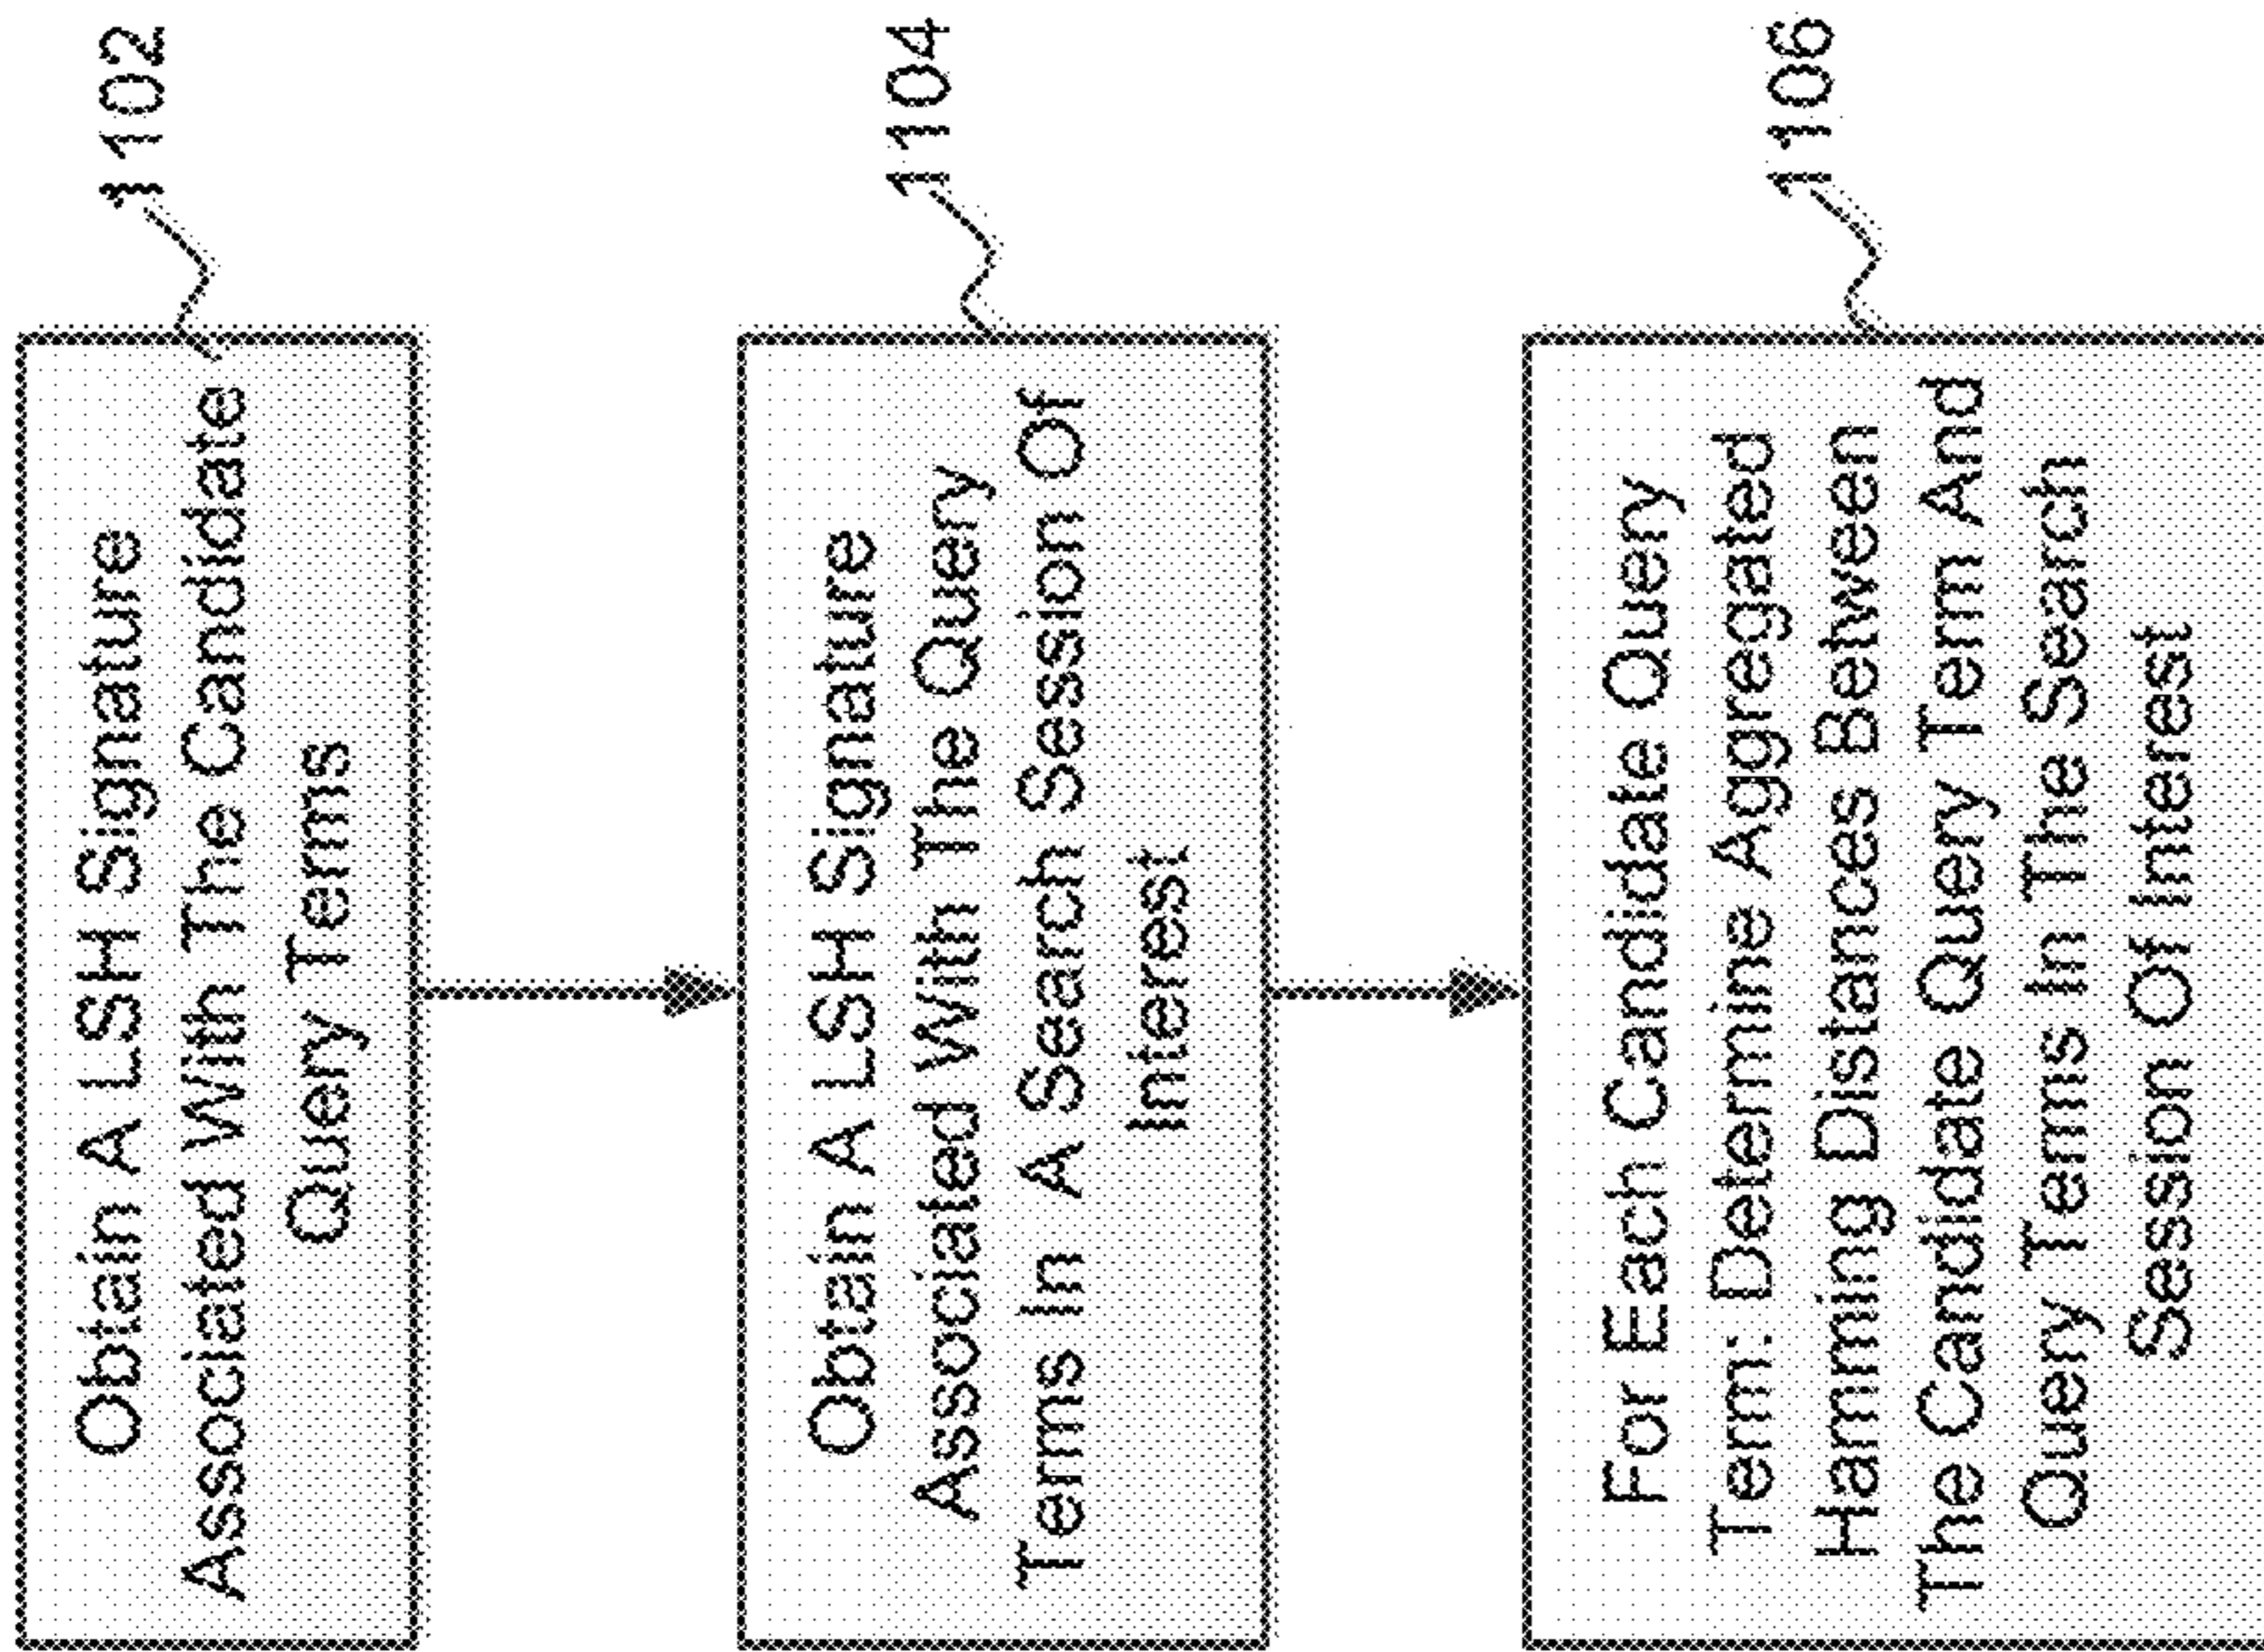 Obtain A LSH Signature
Associated With The Candidate
Query Terms
1102
Obtain A LSH Signature
Associated With The Query
Terms In A Search Session Of
Interest
1104
For Each Candidate Query
Term: Determine Aggregated
Hamming Distances Between
The Candidate Query Term And
Query Terms In The Search
Session Of Interest
1106